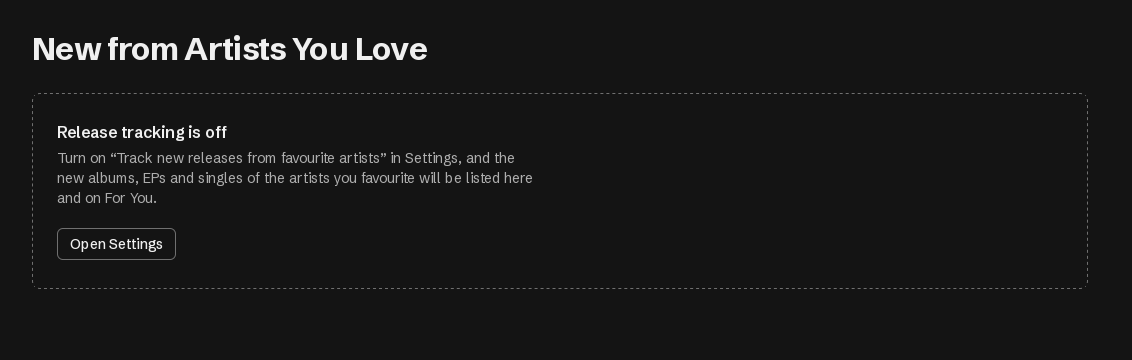 New from Artists You Love
Release tracking is off
Turn on “Track new releases from favourite artists” in Settings, and the
new albums, EPs and singles of the artists you favourite will be listed here
and on For You.
Open Settings